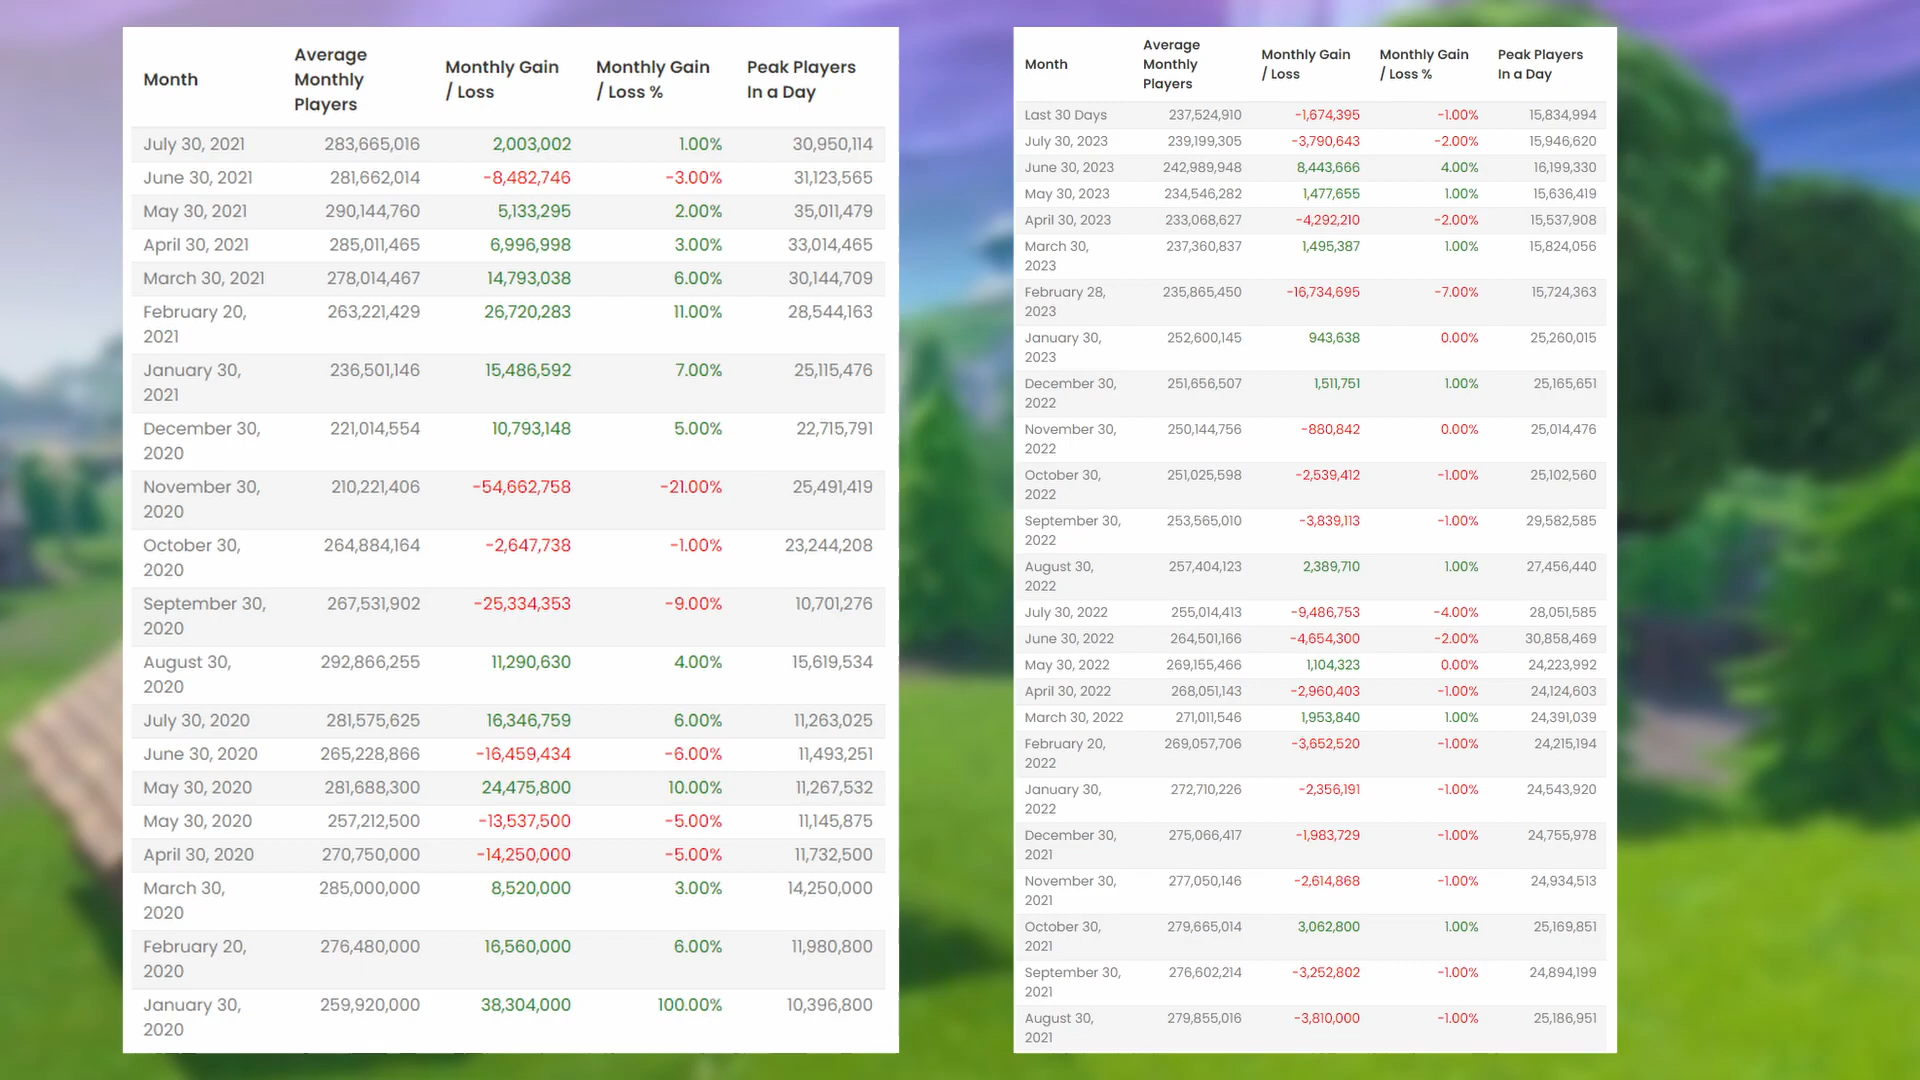 Month Average Monthly Players Monthly Gain / Loss Monthly Gain / Loss % Peak Players In a Day
July 30, 2021 283,665,016 2,003,002 1.00% 30,950,114
June 30, 2021 281,662,014 -8,482,746 -3.00% 31,123,565
May 30, 2021 290,144,760 5,133,295 2.00% 35,011,479
April 30, 2021 285,011,465 6,996,998 3.00% 33,014,465
March 30, 2021 278,014,467 14,793,038 6.00% 30,144,709
February 20, 2021 263,221,429 26,720,283 11.00% 28,544,163
January 30, 2021 236,501,146 15,486,592 7.00% 25,115,476
December 30, 2020 221,014,554 10,793,148 5.00% 22,715,791
November 30, 2020 210,221,406 -54,662,758 -21.00% 25,491,419
October 30, 2020 264,884,164 -2,647,738 -1.00% 23,244,208
September 30, 2020 267,531,902 -25,334,353 -9.00% 10,701,276
August 30, 2020 292,866,255 11,290,630 4.00% 15,619,534
July 30, 2020 281,575,625 16,346,759 6.00% 11,263,025
June 30, 2020 265,228,866 -16,459,434 -6.00% 11,493,251
May 30, 2020 281,688,300 24,475,800 10.00% 11,267,532
May 30, 2020 257,212,500 -13,537,500 -5.00% 11,145,875
April 30, 2020 270,750,000 -14,250,000 -5.00% 11,732,500
March 30, 2020 285,000,000 8,520,000 3.00% 14,250,000
February 20, 2020 276,480,000 16,560,000 6.00% 11,980,800
January 30, 2020 259,920,000 38,304,000 100.00% 10,396,800
Month Average Monthly Players Monthly Gain / Loss Monthly Gain / Loss % Peak Players In a Day
Last 30 Days 237,524,910 -1,674,395 -1.00% 15,834,994
July 30, 2023 239,199,305 -3,790,643 -2.00% 15,946,620
June 30, 2023 242,989,948 8,443,666 4.00% 16,199,330
May 30, 2023 234,546,282 1,477,655 1.00% 15,636,419
April 30, 2023 233,068,627 -4,292,210 -2.00% 15,537,908
March 30, 2023 237,360,837 1,495,387 1.00% 15,824,056
February 28, 2023 235,865,450 -16,734,695 -7.00% 15,724,363
January 30, 2023 252,600,145 943,638 0.00% 25,260,015
December 30, 2022 251,656,507 1,511,751 1.00% 25,165,651
November 30, 2022 250,144,756 -880,842 0.00% 25,014,476
October 30, 2022 251,025,598 -2,539,412 -1.00% 25,102,560
September 30, 2022 253,565,010 -3,839,113 -1.00% 29,582,585
August 30, 2022 257,404,123 2,389,710 1.00% 27,456,440
July 30, 2022 255,014,413 -9,486,753 -4.00% 28,051,585
June 30, 2022 264,501,166 -4,654,300 -2.00% 30,858,469
May 30, 2022 269,155,466 1,104,323 0.00% 24,223,992
April 30, 2022 268,051,143 -2,960,403 -1.00% 24,124,603
March 30, 2022 271,011,546 1,953,840 1.00% 24,391,039
February 20, 2022 269,057,706 -3,652,520 -1.00% 24,215,194
January 30, 2022 272,710,226 -2,356,191 -1.00% 24,543,920
December 30, 2021 275,066,417 -1,983,729 -1.00% 24,755,978
November 30, 2021 277,050,146 -2,614,868 -1.00% 24,934,513
October 30, 2021 279,665,014 3,062,800 1.00% 25,169,851
September 30, 2021 276,602,214 -3,252,802 -1.00% 24,894,199
August 30, 2021 279,855,016 -3,810,000 -1.00% 25,186,951